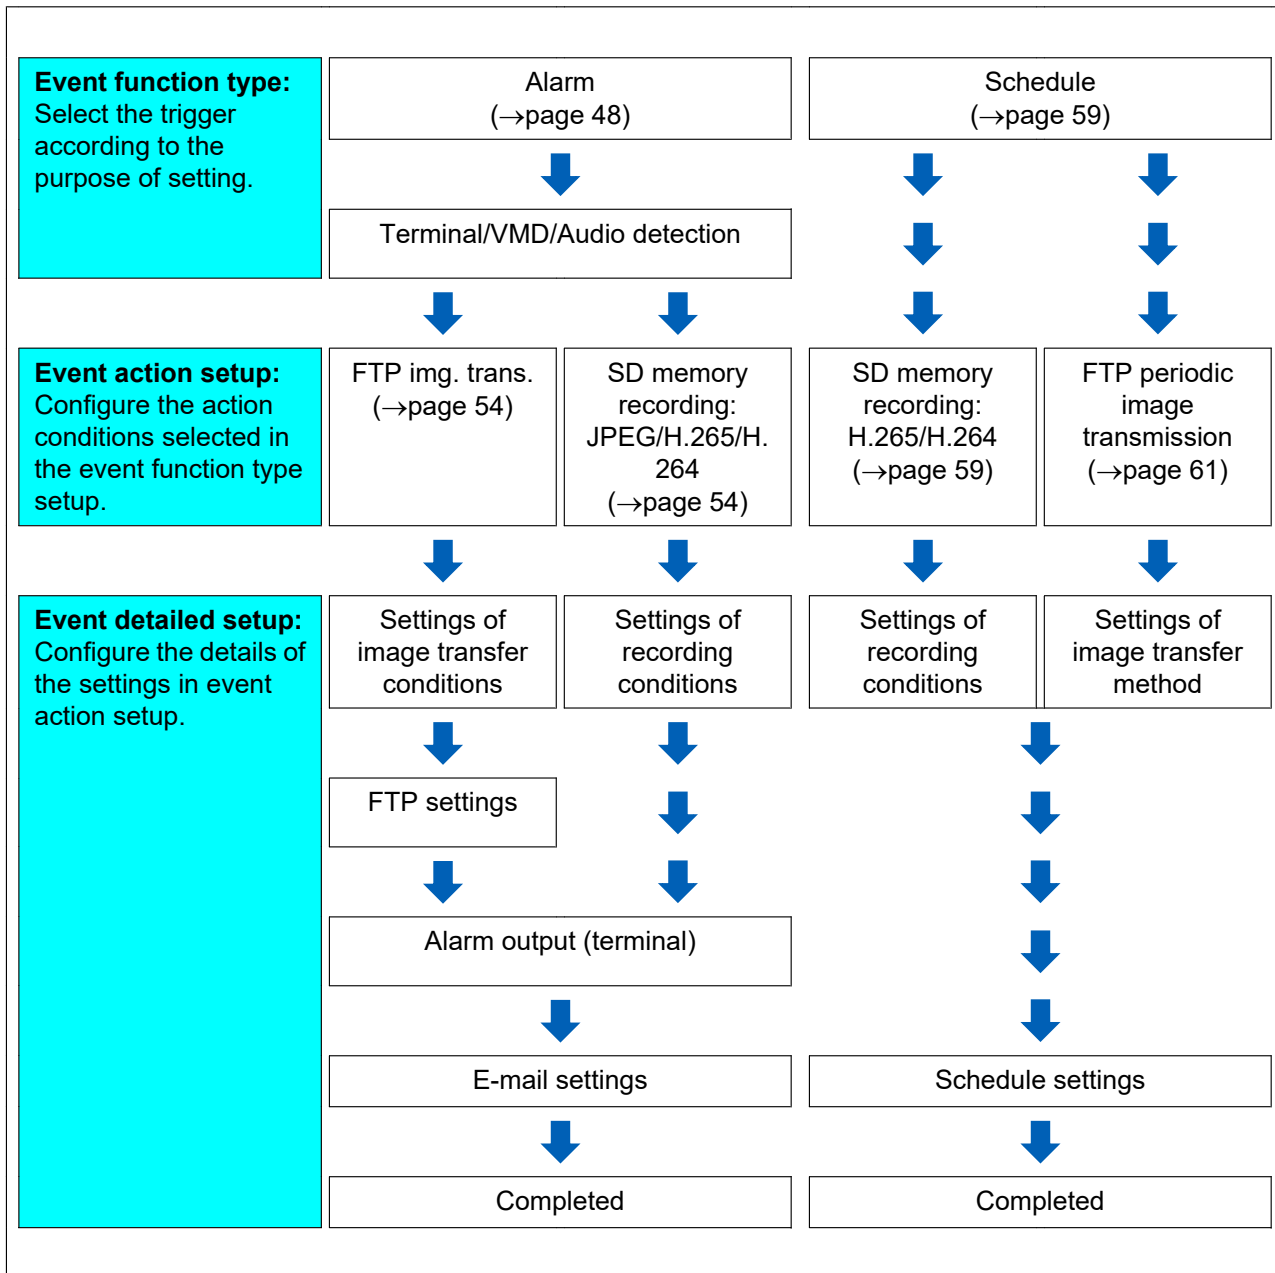 Event function type:
Select the trigger
according to the
purpose of setting.
Alarm
(→page 48)
Schedule
(→page 59)
Terminal/VMD/Audio detection
Event action setup:
Configure the action
conditions selected in
the event function type
setup.
FTP img. trans.
(→page 54)
SD memory
recording:
JPEG/H.265/H.
264
(→page 54)
SD memory
recording:
H.265/H.264
(→page 59)
FTP periodic
image
transmission
(→page 61)
Event detailed setup:
Configure the details of
the settings in event
action setup.
Settings of
image transfer
conditions
Settings of
recording
conditions
Settings of
recording
conditions
Settings of
image transfer
method
FTP settings
Alarm output (terminal)
E-mail settings
Schedule settings
Completed
Completed